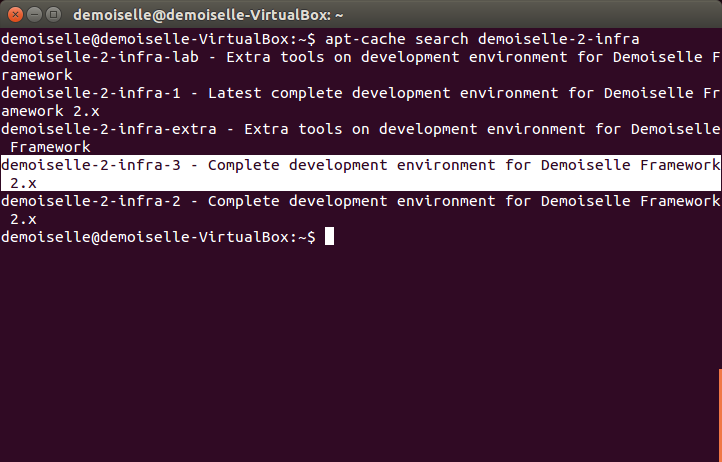 demoiselle@demoiselle-VirtualBox: ~
demoiselle@demoiselle-VirtualBox:~$ apt-cache search demoiselle-2-infra
demoiselle-2-infra-lab - Extra tools on development environment for Demoiselle F
ramework
demoiselle-2-infra-1 - Latest complete development environment for Demoiselle Fr
amework 2.x
demoiselle-2-infra-extra - Extra tools on development environment for Demoiselle
 Framework
demoiselle-2-infra-3 - Complete development environment for Demoiselle Framework
 2.x
demoiselle-2-infra-2 - Complete development environment for Demoiselle Framework
 2.x
demoiselle@demoiselle-VirtualBox:~$